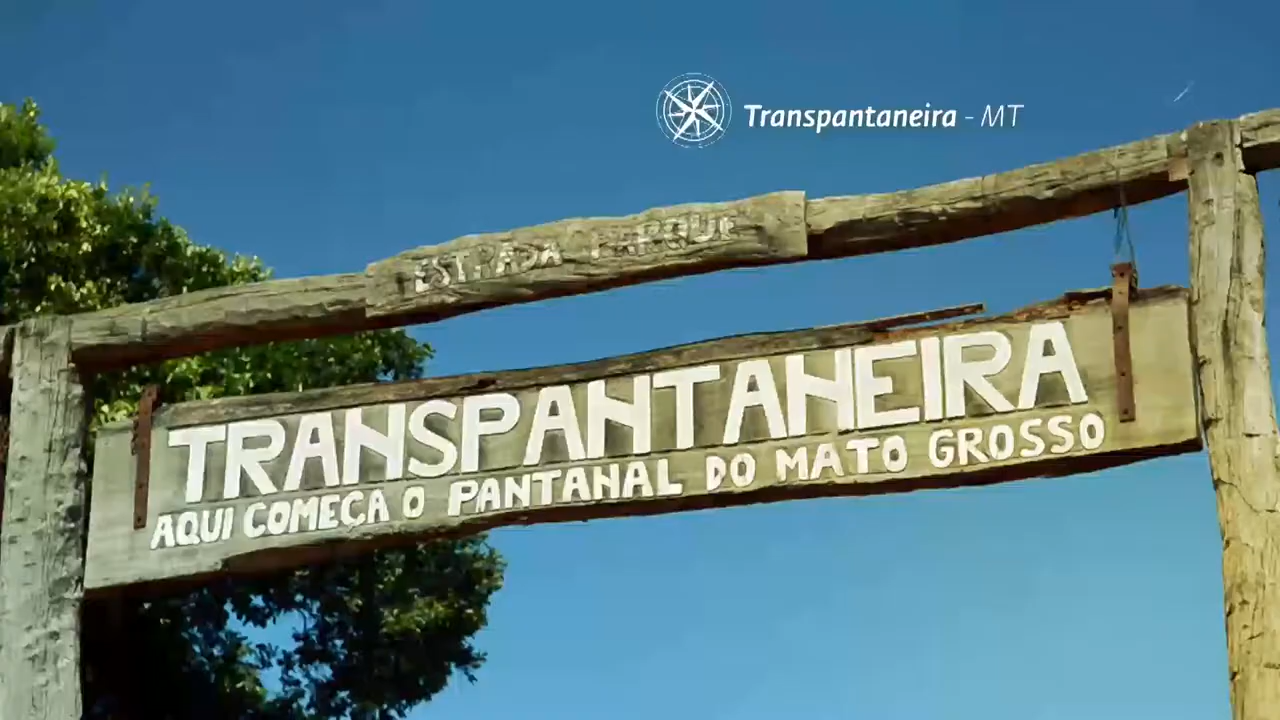 Transpantaneira - MT
ESTRADA PARQUE
TRANSPANTANEIRA
AQUI COMEÇA O PANTANAL DO MATO GROSSO